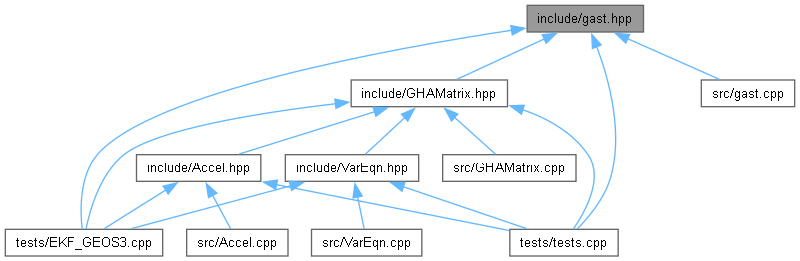 include/gast.hpp
include/GHAMatrix.hpp
src/gast.cpp
include/Accel.hpp
include/VarEqn.hpp
src/GHAMatrix.cpp
tests/EKF_GEOS3.cpp
src/Accel.cpp
src/VarEqn.cpp
tests/tests.cpp